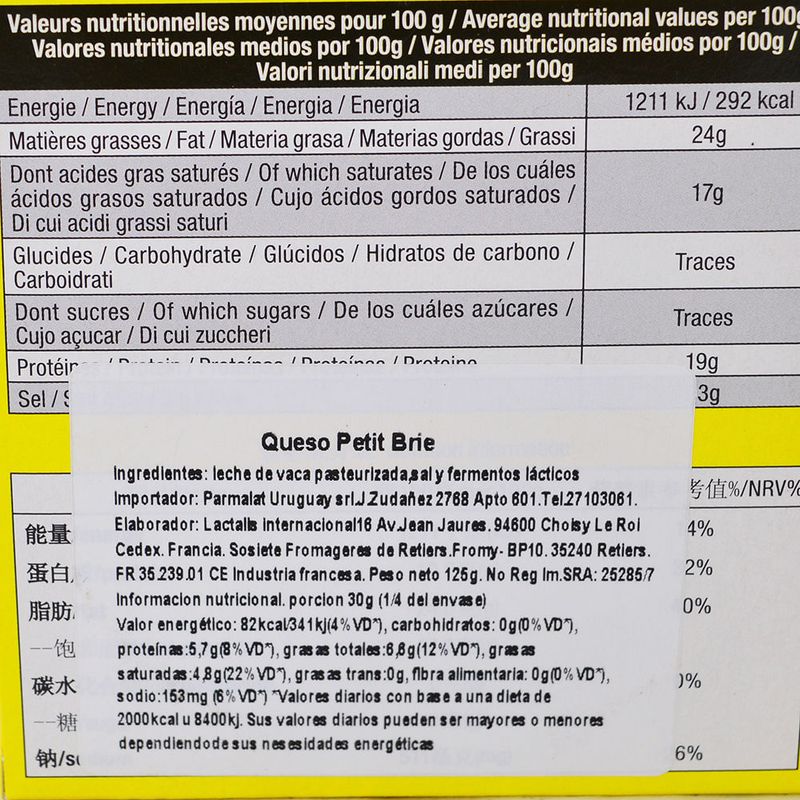 Valeurs nutritionnelles moyennes pour 100 g / Average nutritional values per 100g
Valores nutritionales medios por 100g / Valores nutricionais médios por 100g /
Valori nutrizionali medi per 100g
Energie / Energy / Energía / Energia / Energia 1211 kJ / 292 kcal
Matières grasses / Fat / Materia grasa / Materias gordas / Grassi 24g
Dont acides gras saturés / Of which saturates / De los cuáles
ácidos grasos saturados / Cujo ácidos gordos saturados /
Di cui acidi grassi saturi 17g
Glucides / Carbohydrate / Glúcidos / Hidratos de carbono /
Carboidrati Traces
Dont sucres / Of which sugars / De los cuáles azúcares /
Cujo açucar / Di cui zuccheri Traces
Protéin / Protein / Proteínas / Proteínas / Proteine 19g
Sel / 3g
Queso Petit Brie
Ingredientes: leche de vaca pasteurizada,sal y fermentos lácticos
Importador: Parmalat Uruguay srl.J.Zudañez 2768 Apto 601.Tel.27103061.
Elaborador: Lactalis internacional16 Av.Jean Jaures. 94600 Choisy Le Roi
Cedex. Francia. Sosiete Fromageres de Retiers.Fromy- BP10. 35240 Retiers.
FR 35.239.01 CE Industria francesa. Peso neto 125g. No Reg Im.SRA: 25285/7
Informacion nutricional. porcion 30g (1/4 del envase)
Valor energético: 82kcal/341kj(4% VD*), carbohidratos: 0g(0% VD*),
proteínas:5,7g(8% VD*), grasas totales:6,6g(12% VD*), grasas
saturadas:4,8g(22% VD*), grasas trans:0g, fibra alimentaria: 0g(0% VD*),
sodio:153mg (6% VD*) *Valores diarios con base a una dieta de
2000kcal u 8400kj. Sus valores diarios pueden ser mayores o menores
dependiendo de sus nesesidades energéticas
考值%/NRV%
能量 4%
蛋白 2%
脂肪 0%
--饱
碳水 0%
--糖
钠/so 6%